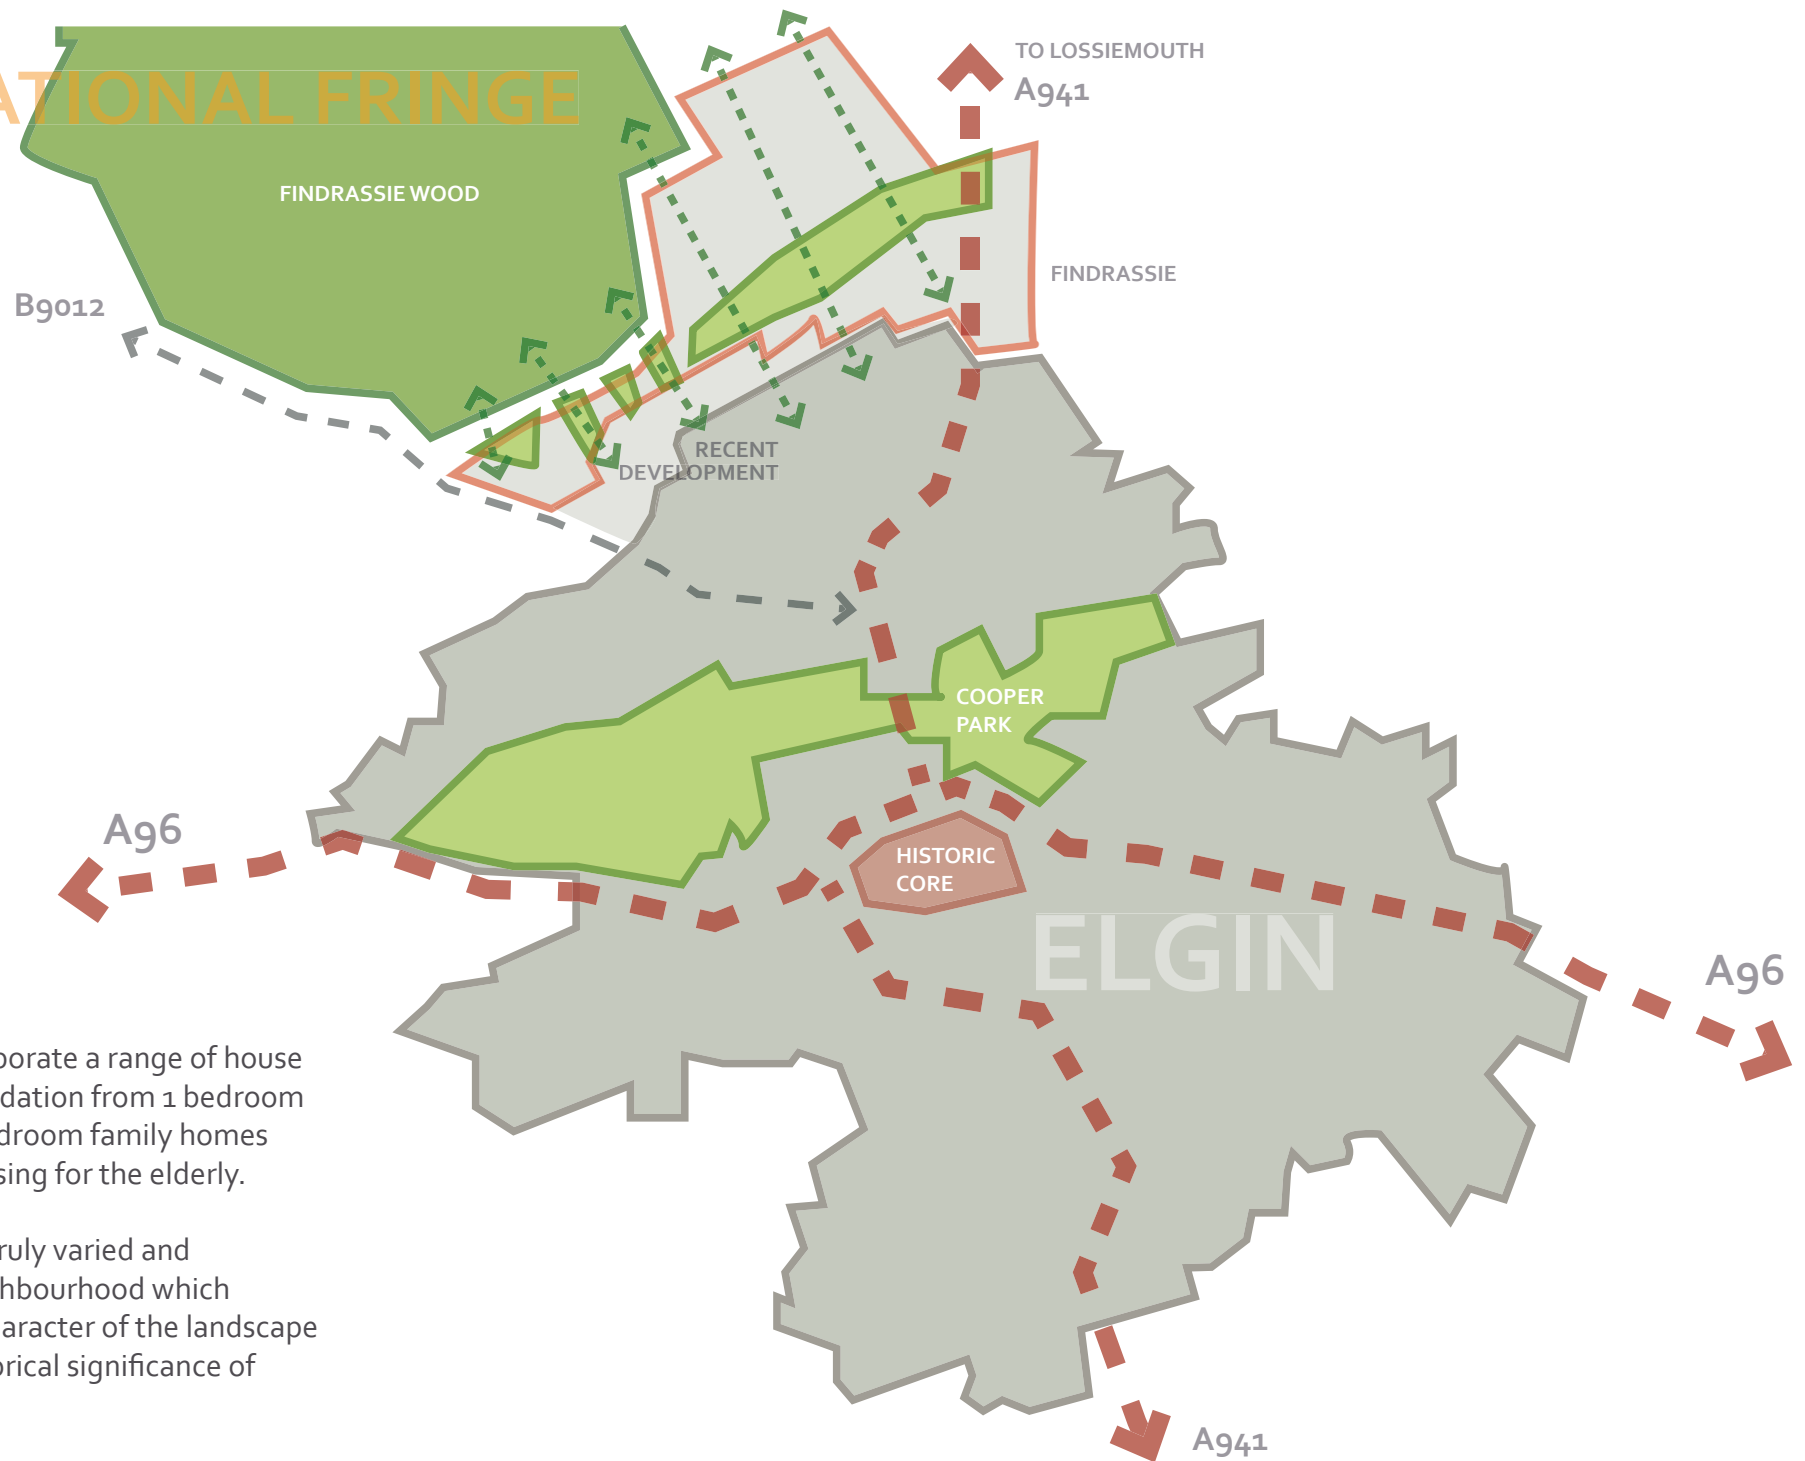 TO LOSSIEMOUTH
A941
ATIONAL FRINGE
FINDRASSIE WOOD
FINDRASSIE
B9012
RECENT
DEVELOPMENT
COOPER
PARK
A96
HISTORIC
CORE
ELGIN
A96
porate a range of house
dation from 1 bedroom
droom family homes
sing for the elderly.
ruly varied and
hbourhood which
aracter of the landscape
orical significance of
A941